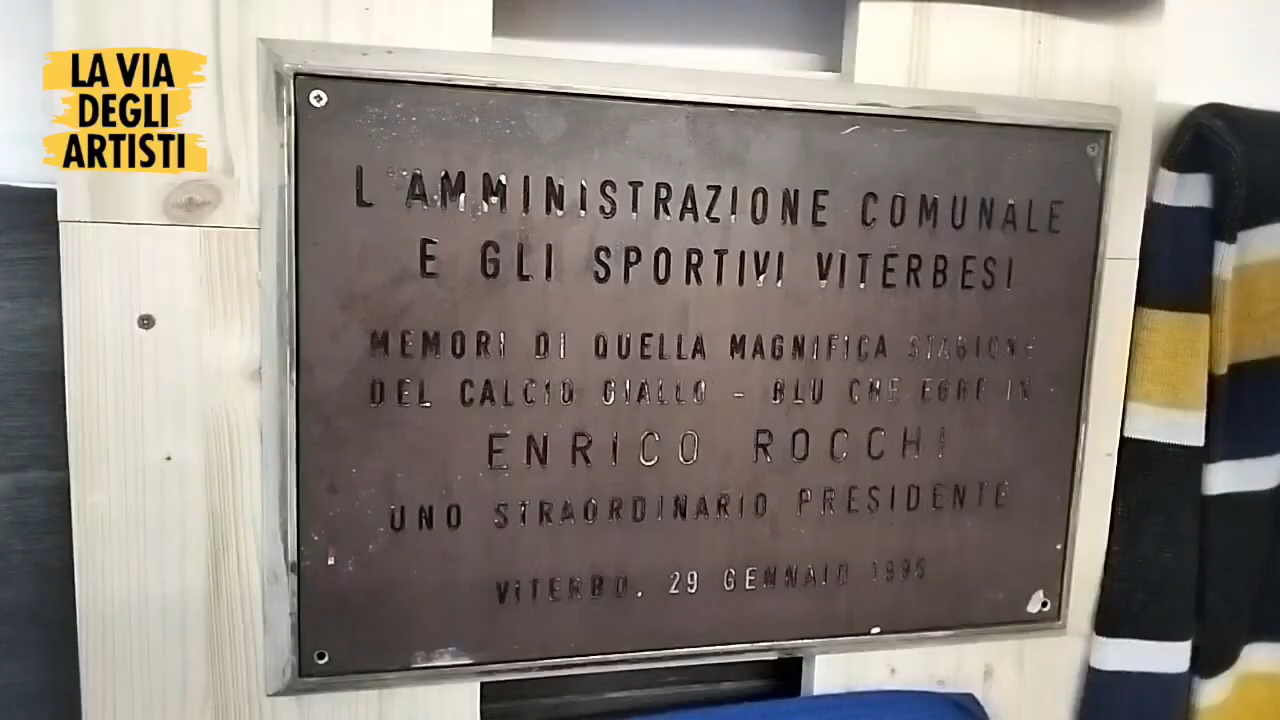 LA VIA
DEGLI
ARTISTI
L'AMMINISTRAZIONE COMUNALE
E GLI SPORTIVI VITERBESI
MEMORI DI QUELLA MAGNIFICA STAGIONE
DEL CALCIO GIALLO - BLU CHE EBBE IN
ENRICO ROCCHI
UNO STRAORDINARIO PRESIDENTE
VITERBO, 29 GENNAIO 1995